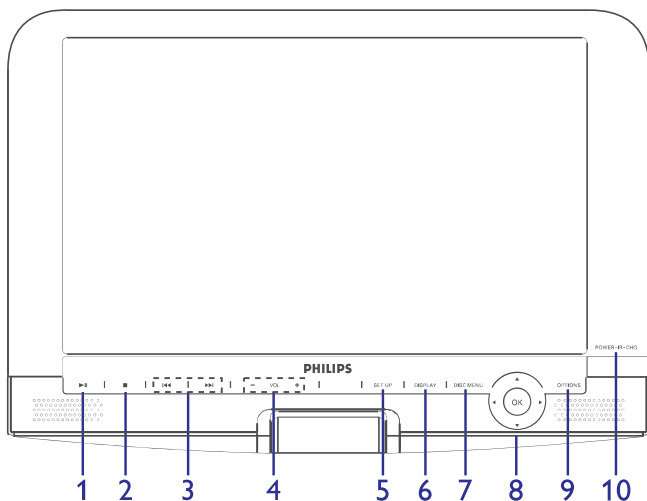 POWER•IR•CHG
PHILIPS
− VOL +
SET UP
DISPLAY
DISC MENU
OK
OPTIONS
1 2 3 4 5 6 7 8 9 10